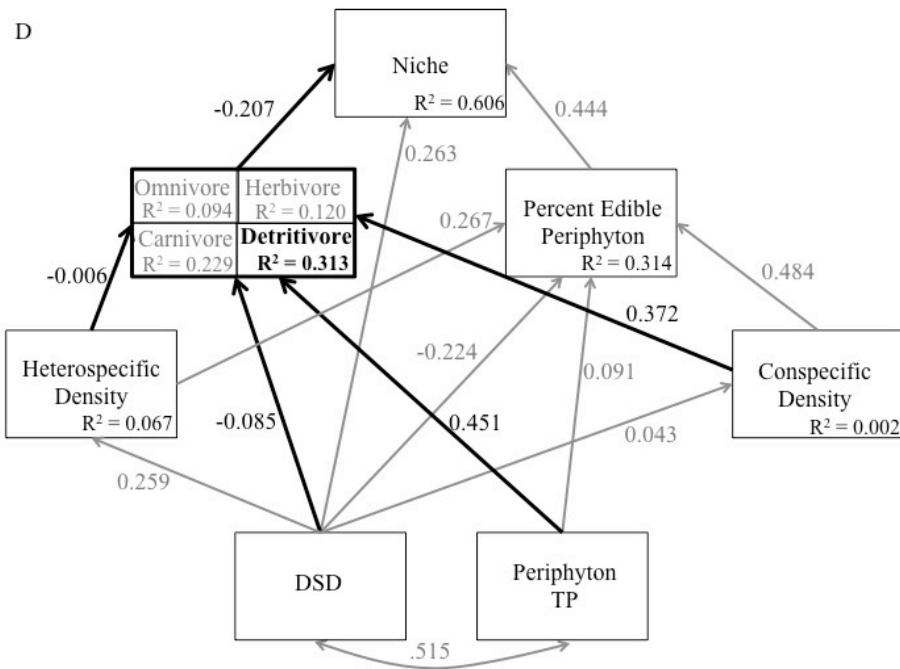 D
Niche
R² = 0.606
-0.207
0.263
0.444
Omnivore
R² = 0.094
Herbivore
R² = 0.120
Carnivore
R² = 0.229
Detritivore
R² = 0.313
0.267
Percent Edible
Periphyton
R² = 0.314
-0.006
0.484
0.372
Heterospecific
Density
R² = 0.067
-0.224
0.091
Conspecific
Density
R² = 0.002
-0.085
0.451
0.043
0.259
DSD
Periphyton
TP
.515